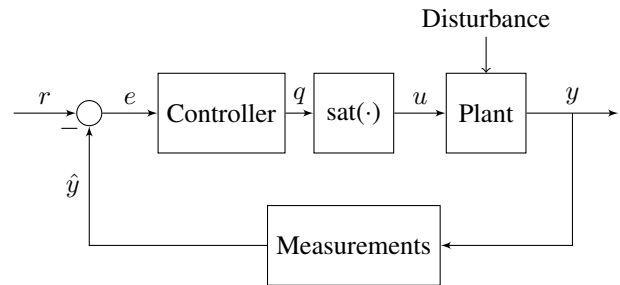 Disturbance
r
e
Controller
q
sat(·)
u
Plant
y
−
ŷ
Measurements